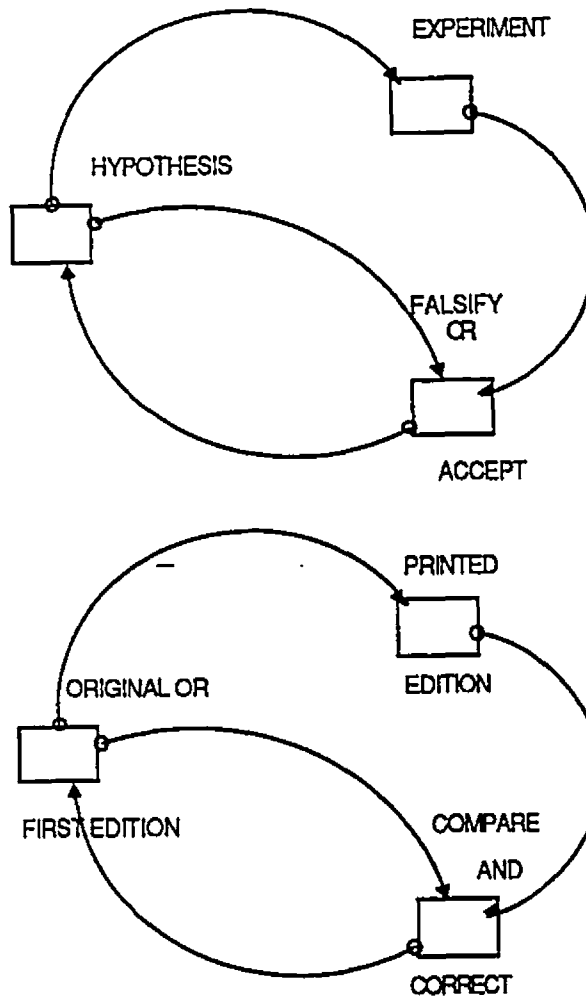 EXPERIMENT
HYPOTHESIS
FALSIFY
OR
ACCEPT
PRINTED
EDITION
ORIGINAL OR
FIRST EDITION
COMPARE
AND
CORRECT